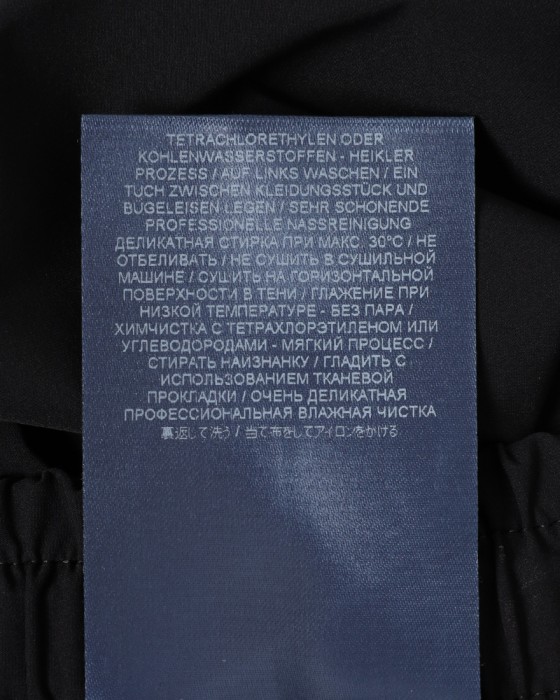 TETRACHLORETHYLEN ODER
KOHLENWASSERSTOFFEN - HEIKLER
PROZESS / AUF LINKS WASCHEN / EIN
TUCH ZWISCHEN KLEIDUNGSSTÜCK UND
BÜGELEISEN LEGEN / SEHR SCHONENDE
PROFESSIONELLE NASSREINIGUNG
ДЕЛИКАТНАЯ СТИРКА ПРИ МАКС. 30°C / НЕ
ОТБЕЛИВАТЬ / НЕ СУШИТЬ В СУШИЛЬНОЙ
МАШИНЕ / СУШИТЬ НА ГОРИЗОНТАЛЬНОЙ
ПОВЕРХНОСТИ В ТЕНИ / ГЛАЖЕНИЕ ПРИ
НИЗКОЙ ТЕМПЕРАТУРЕ - БЕЗ ПАРА /
ХИМЧИСТКА С ТЕТРАХЛОРЭТИЛЕНОМ ИЛИ
УГЛЕВОДОРОДАМИ - МЯГКИЙ ПРОЦЕСС /
СТИРАТЬ НАИЗНАНКУ / ГЛАДИТЬ С
ИСПОЛЬЗОВАНИЕМ ТКАНЕВОЙ
ПРОКЛАДКИ / ОЧЕНЬ ДЕЛИКАТНАЯ
ПРОФЕССИОНАЛЬНАЯ ВЛАЖНАЯ ЧИСТКА
裏返して洗う / 当て布をしてアイロンをかける